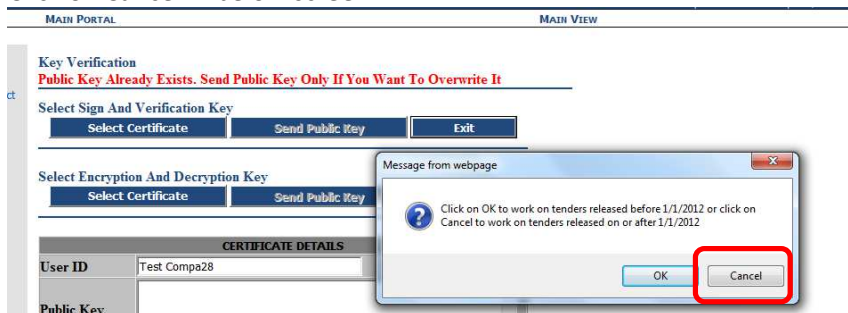 MAIN PORTAL MAIN VIEW
Key Verification
Public Key Already Exists. Send Public Key Only If You Want To Overwrite It
ct
Select Sign And Verification Key
Select Certificate Send Public Key Exit
Select Encryption And Decryption Key
Select Certificate Send Public Key
Message from webpage
Click on OK to work on tenders released before 1/1/2012 or click on
Cancel to work on tenders released on or after 1/1/2012
OK Cancel
CERTIFICATE DETAILS
User ID Test Compa28
Public Key